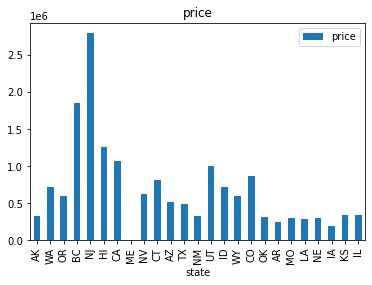 price
1e6
price
2.5
2.0
1.5
1.0
0.5
0.0
AK WA OR BC NJ HI CA ME NV CT AZ TX NM UT ID WY CO OK AR MO LA NE IA KS IL
state